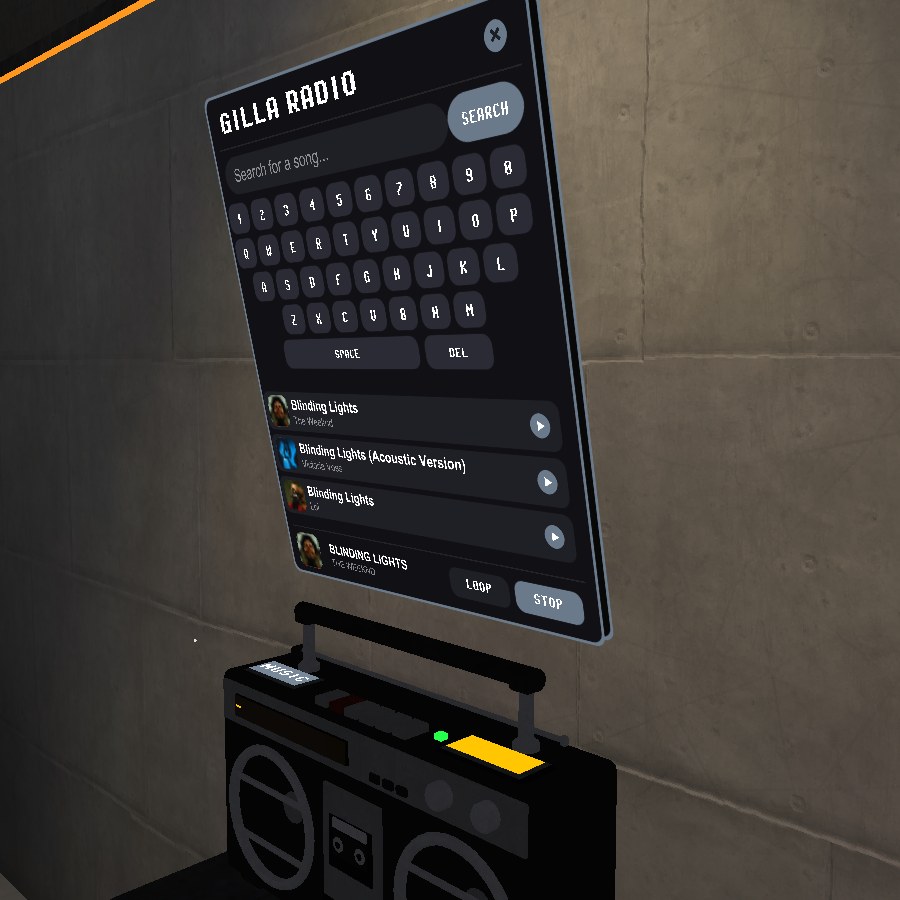 GILLA RADIO
Search for a song...
SEARCH
1 2 3 4 5 6 7 8 9 0
Q W E R T Y U I O P
A S D F G H J K L
Z X C V B N M
SPACE DEL
Blinding Lights
The Weeknd
Blinding Lights (Acoustic Version)
Blinding Lights
Loi
BLINDING LIGHTS
THE WEEKND
LOOP STOP
MUSIC